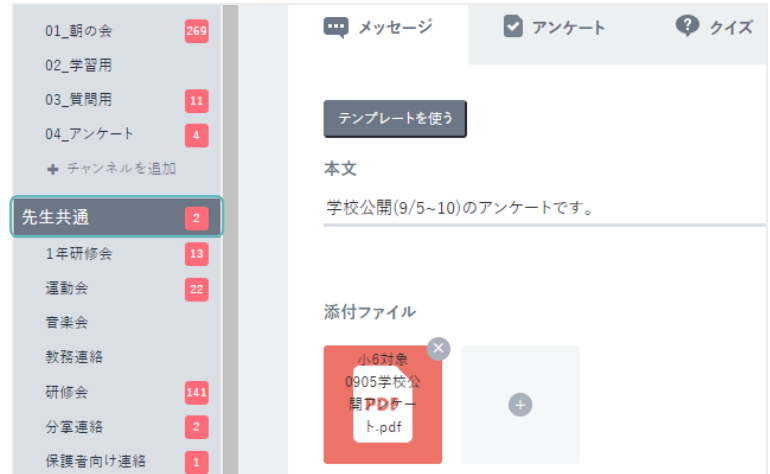 01_朝の会 269
02_学習用
03_質問用 11
04_アンケート 4
+ チャンネルを追加
先生共通 2
1年研修会 13
運動会 22
音楽会
教務連絡
研修会 141
分掌連絡 2
保護者向け連絡 1
メッセージ
アンケート
クイズ
テンプレートを使う
本文
学校公開(9/5~10)のアンケートです。
添付ファイル
小6対象
0905学校公
開アンケー
ト.pdf
PDF